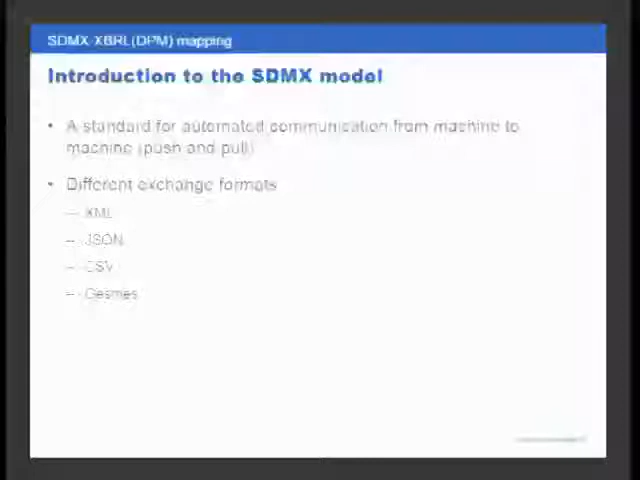 SDMX-XBRL(DPM) mapping
Introduction to the SDMX model
• A standard for automated communication from machine to
machine (push and pull)
• Different exchange formats
– XML
– JSON
– CSV
– Gesmes